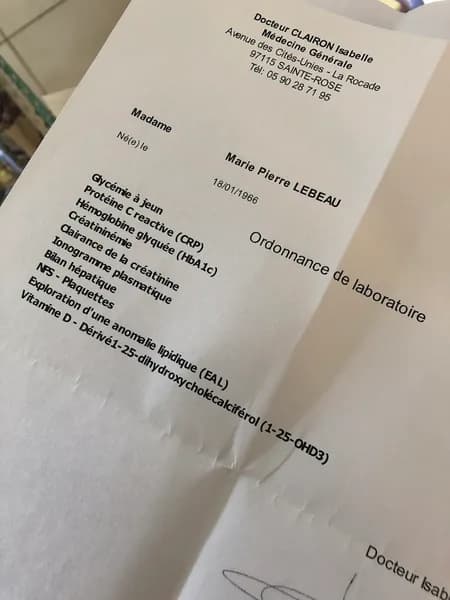 Docteur CLAIRON Isabelle
Médecine Générale
Avenue des Cités-Unies - La Rocade
97115 SAINTE-ROSE
Tél: 05 90 28 71 95
Madame
Marie Pierre LEBEAU
Né(e) le
18/01/1966
Ordonnance de laboratoire
Glycémie à jeun
Protéine C reactive (CRP)
Hémoglobine glyquée (HbA1c)
Créatininémie
Clairance de la créatinine
Ionogramme plasmatique
Bilan hépatique
NFS - Plaquettes
Exploration d'une anomalie lipidique (EAL)
Vitamine D - Dérivé1-25-dihydroxycholécalciférol (1-25-OHD3)
Docteur Isab